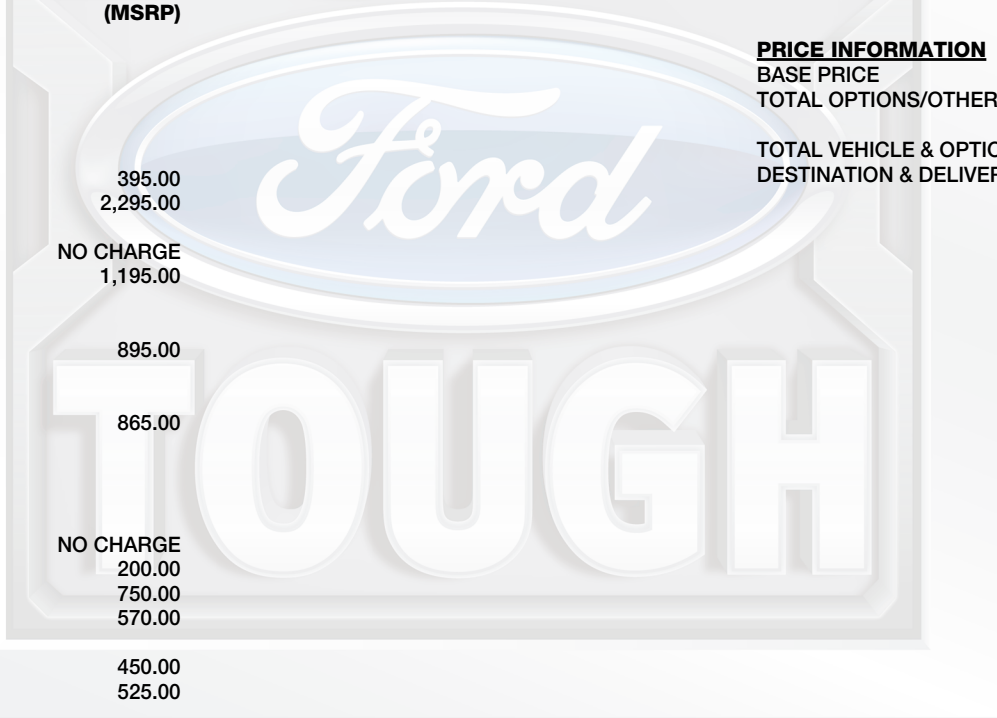 (MSRP)
395.00
2,295.00
NO CHARGE
1,195.00
895.00
865.00
NO CHARGE
200.00
750.00
570.00
450.00
525.00
PRICE INFORMATION
BASE PRICE
TOTAL OPTIONS/OTHER
TOTAL VEHICLE & OPTIO
DESTINATION & DELIVER
Ford
TOUGH